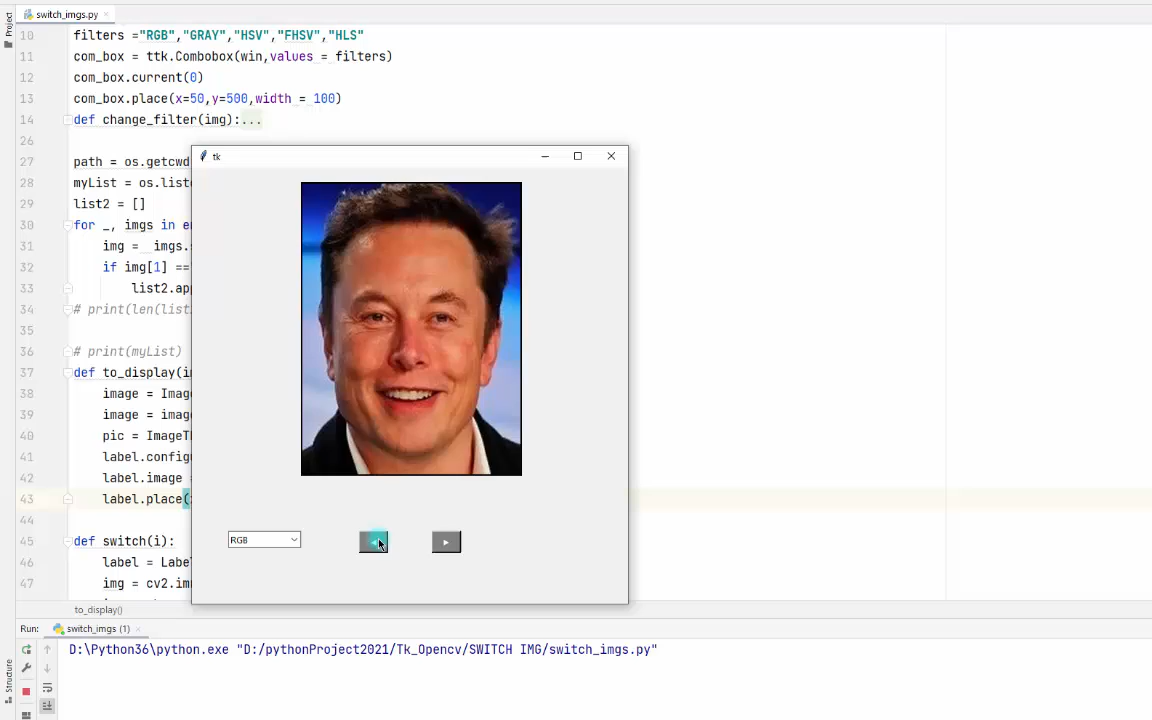 Project
switch_imgs.py
10 filters ="RGB","GRAY","HSV","FHSV","HLS"
11 com_box = ttk.Combobox(win,values = filters)
12 com_box.current(0)
13 com_box.place(x=50,y=500,width = 100)
14 def change_filter(img):...
26
27 path = os.getcwd
28 myList = os.list
29 list2 = []
30 for _, imgs in en
31 img = imgs.s
32 if img[1] ==
33 list2.app
34 # print(len(list
35
36 # print(myList)
37 def to_display(i
38 image = Imag
39 image = imag
40 pic = ImageT
41 label.config
42 label.image =
43 label.place(
44
45 def switch(i):
46 label = Labe
47 img = cv2.im
tk
RGB
to_display()
Run: switch_imgs (1)
D:\Python36\python.exe "D:/pythonProject2021/Tk_Opencv/SWITCH IMG/switch_imgs.py"
Structure